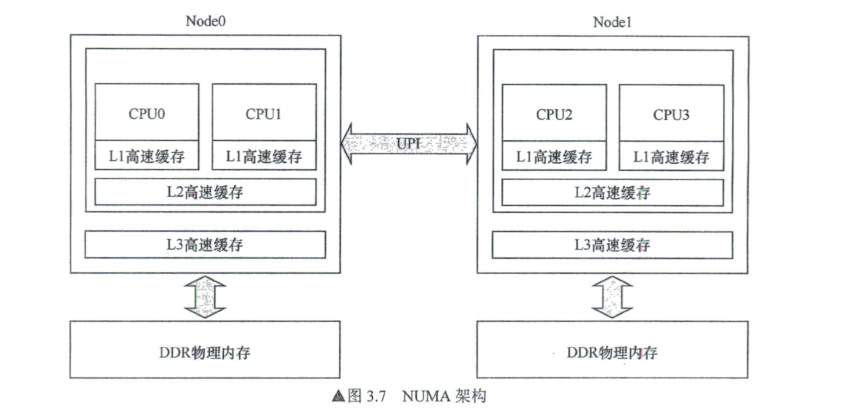 Node0
Node1
CPU0
CPU1
CPU2
CPU3
UPI
L1高速缓存
L1高速缓存
L1高速缓存
L1高速缓存
L2高速缓存
L2高速缓存
L3高速缓存
L3高速缓存
DDR物理内存
DDR物理内存
▲图 3.7 NUMA 架构